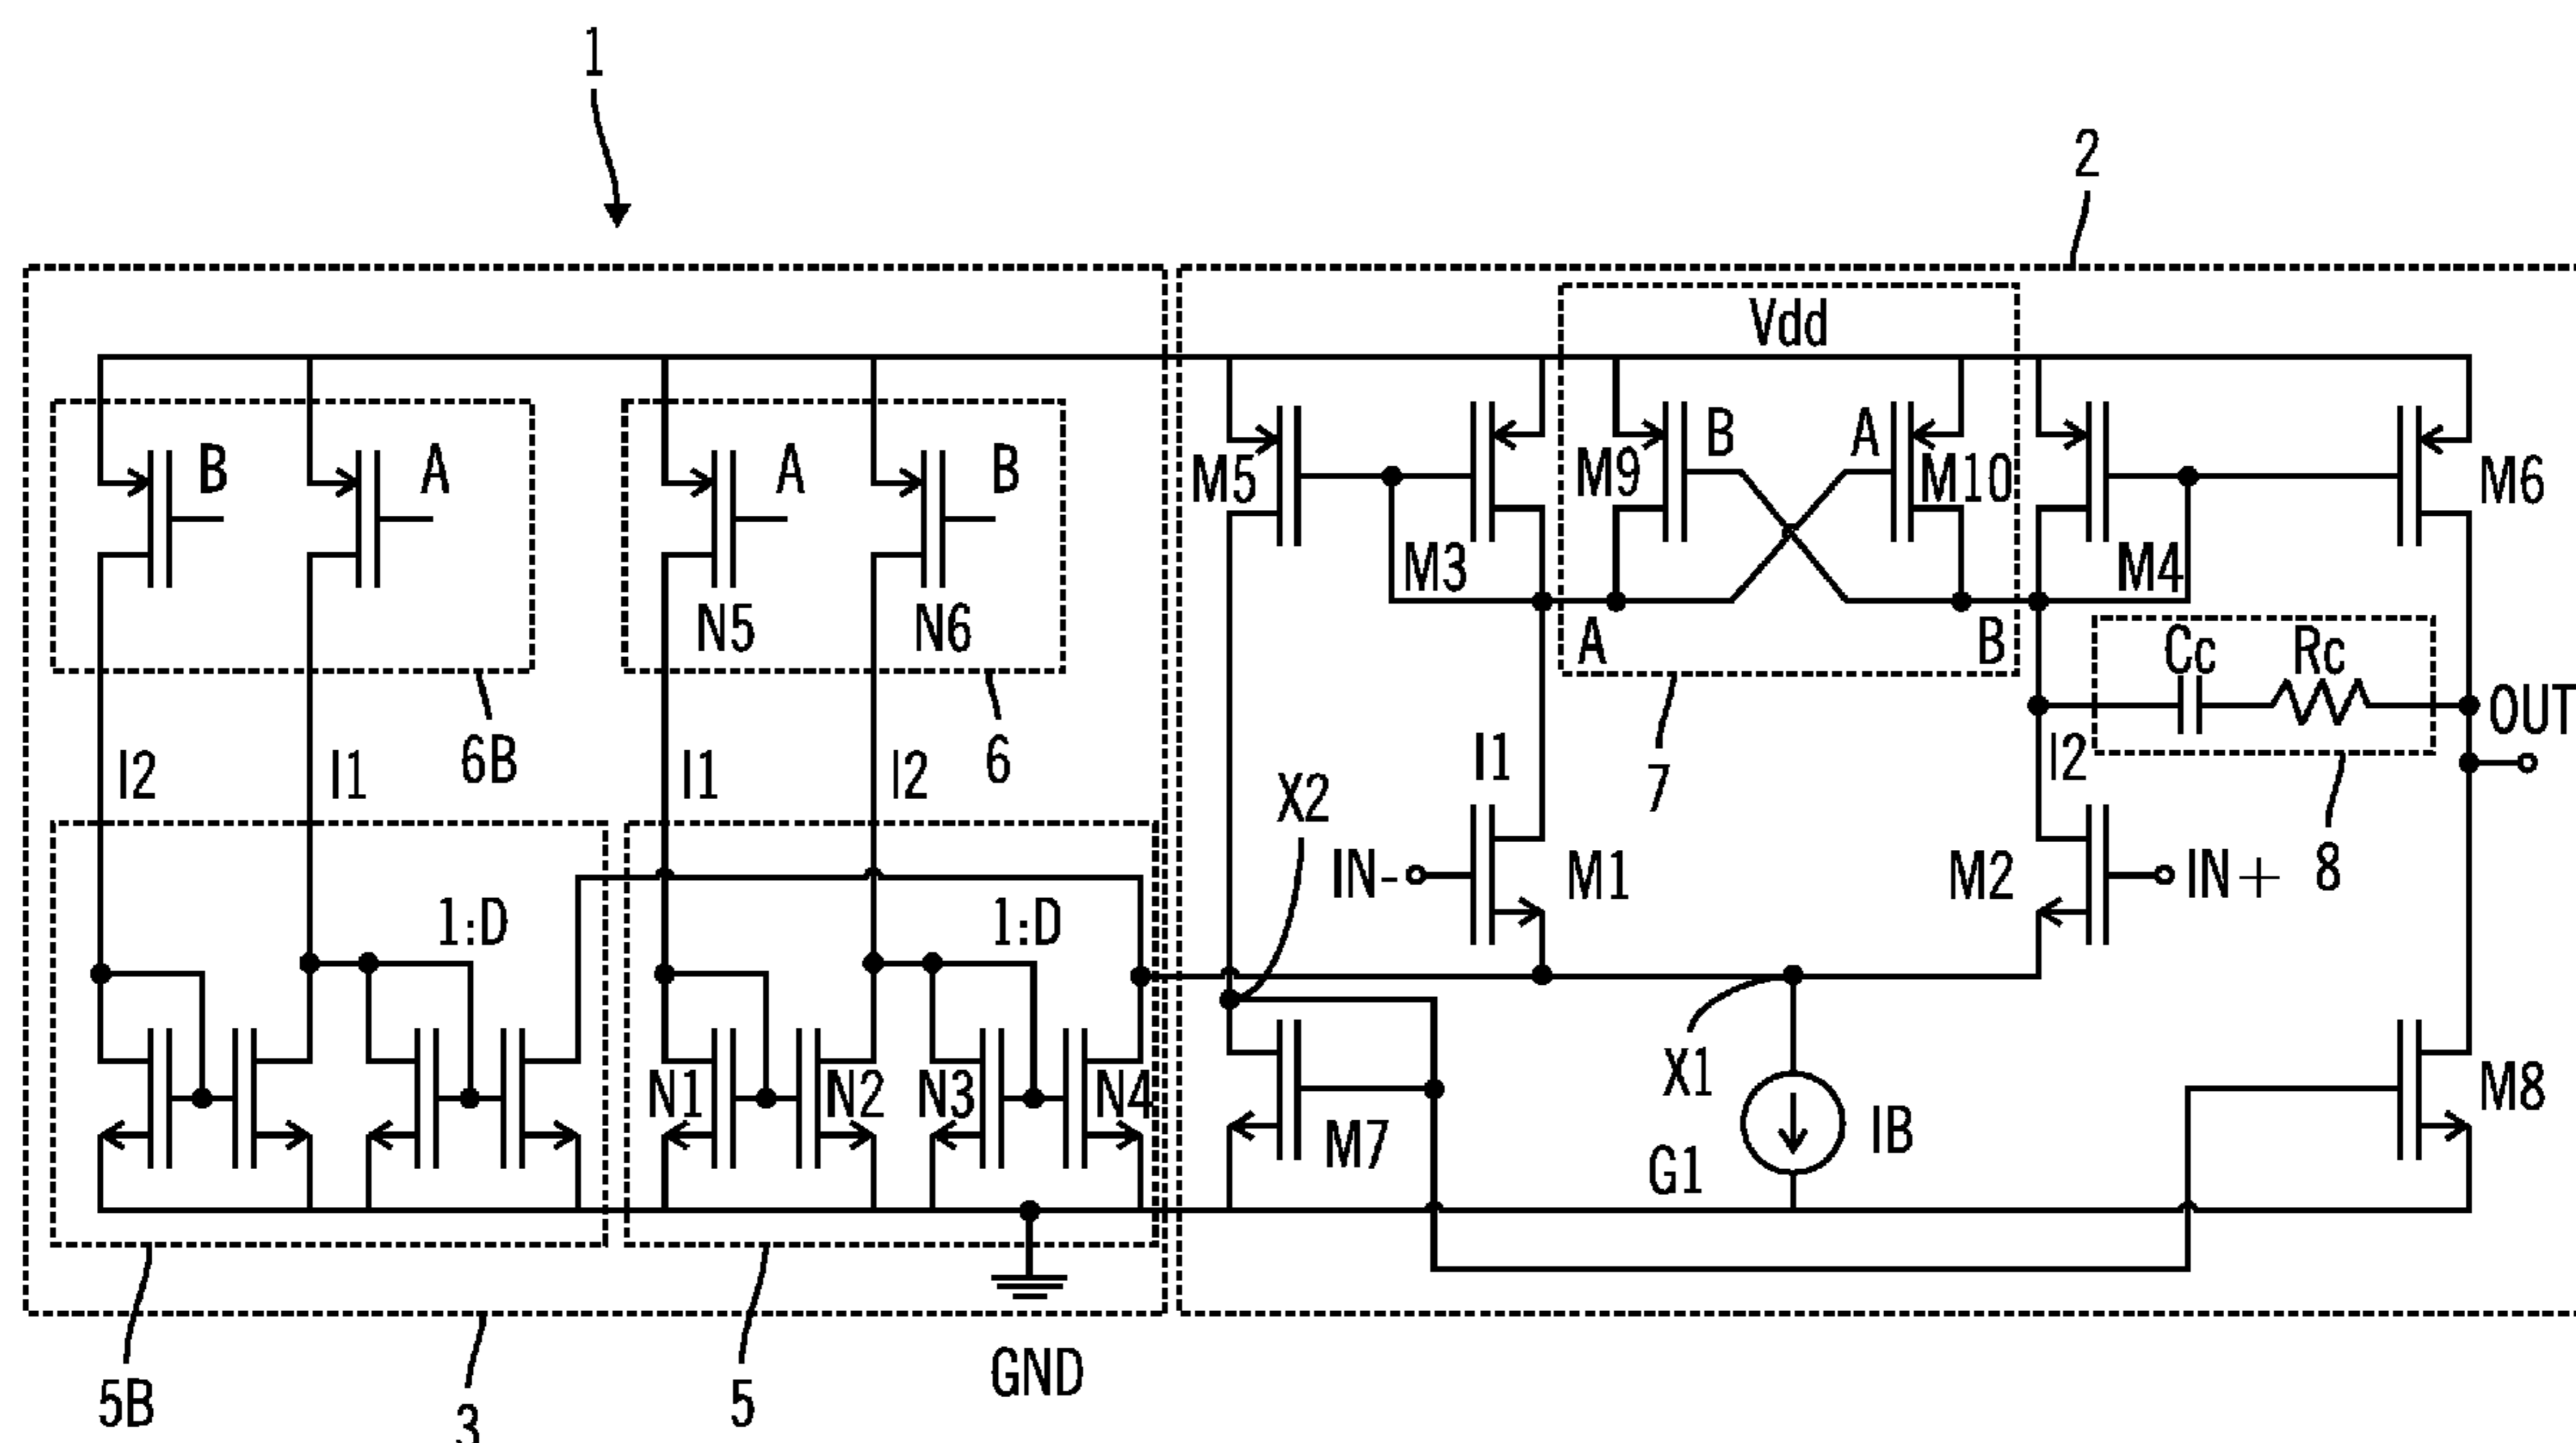 1
2
Vdd
B
A
A
B
M5
M3
M9
B
A
M10
M4
M6
N5
N6
A
B
Cc
Rc
OUT
6B
6
7
8
I2
I1
I1
I2
I1
I2
X2
IN-
M1
M2
IN+
1:D
1:D
N1
N2
N3
N4
M7
X1
G1
IB
M8
5B
3
5
GND